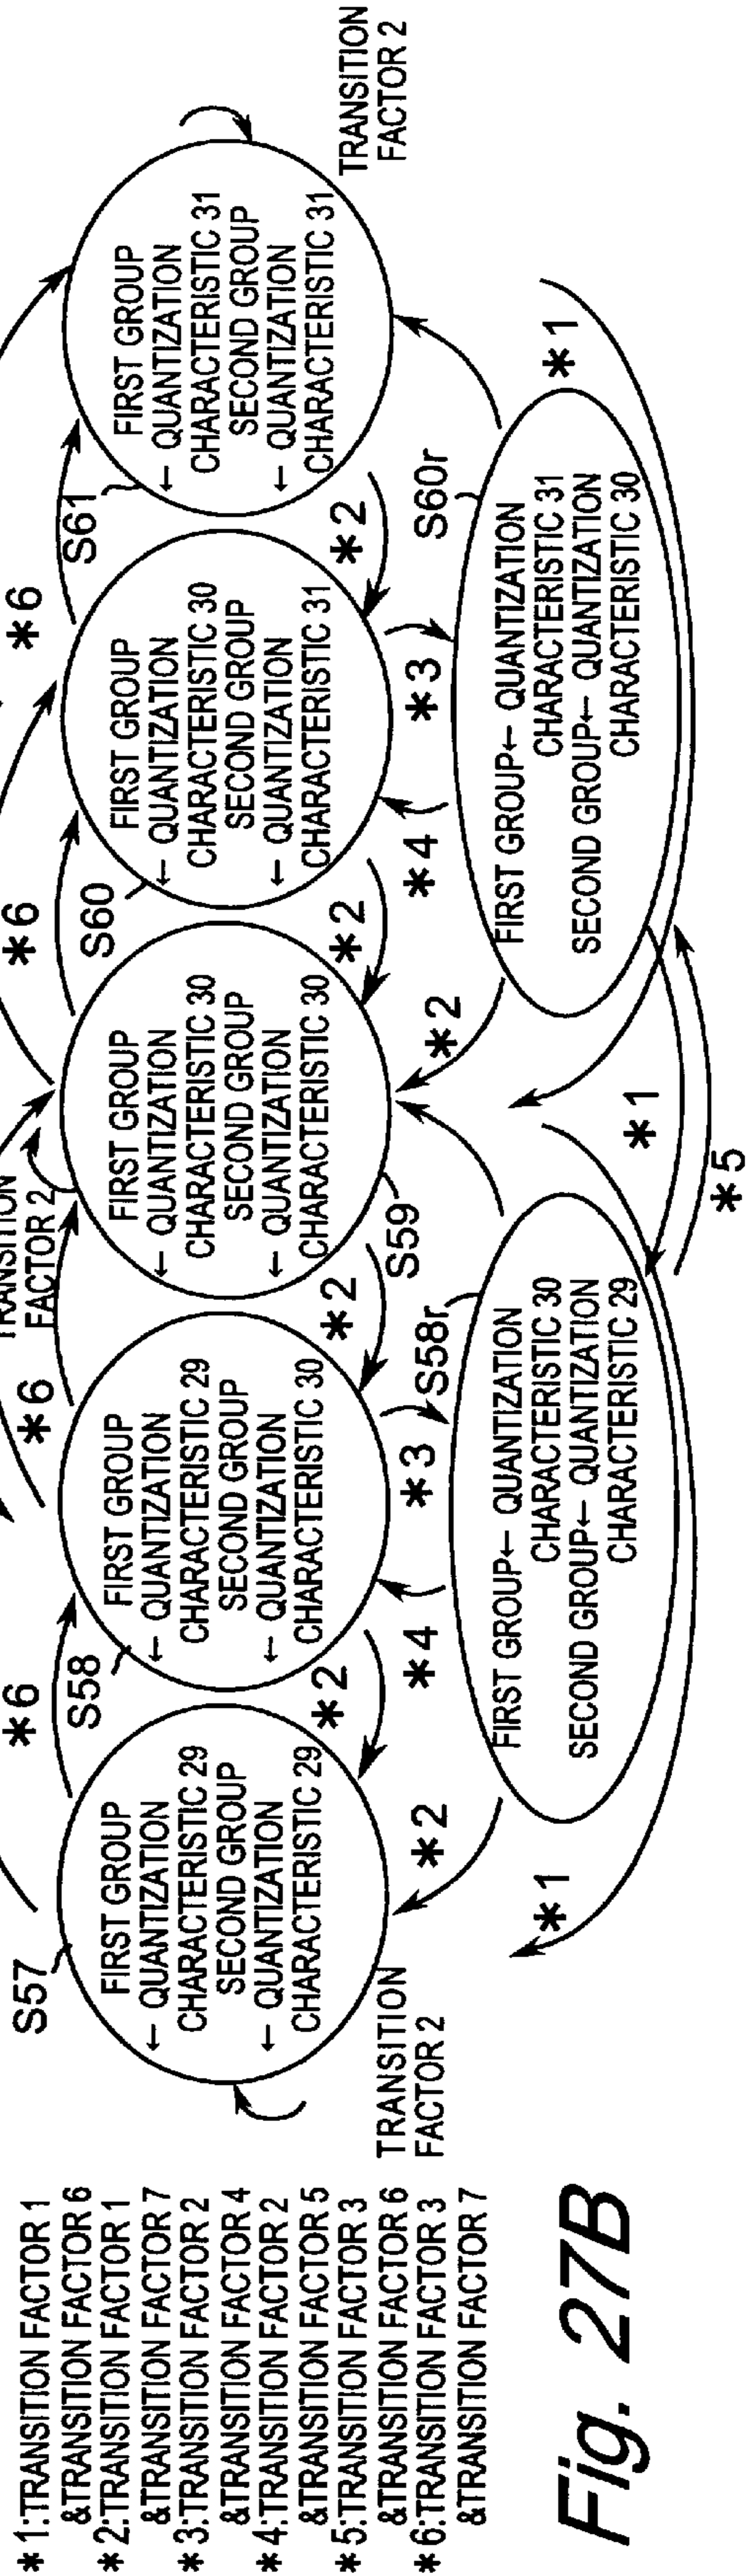 *1:TRANSITION FACTOR 1
&TRANSITION FACTOR 6
*2:TRANSITION FACTOR1
&TRANSITION FACTOR 7
*3:TRANSITION FACTOR 2
&TRANSITION FACTOR 4
*4:TRANSITION FACTOR 2
&TRANSITION FACTOR 5
*5:TRANSITION FACTOR 3
&TRANSITION FACTOR 6
*6:TRANSITION FACTOR 3
&TRANSITION FACTOR 7
Fig. 27B
S57
FIRST GROUP
← QUANTIZATION
CHARACTERISTIC 29
SECOND GROUP
← QUANTIZATION
CHARACTERISTIC 29
TRANSITION
FACTOR 2
*6
S58
FIRST GROUP
← QUANTIZATION
CHARACTERISTIC 29
SECOND GROUP
← QUANTIZATION
CHARACTERISTIC 30
*2
*6
TRANSITION
FACTOR 2
FIRST GROUP
← QUANTIZATION
CHARACTERISTIC 30
SECOND GROUP
← QUANTIZATION
CHARACTERISTIC 30
*2
S59
*6
S60
FIRST GROUP
← QUANTIZATION
CHARACTERISTIC 30
SECOND GROUP
← QUANTIZATION
CHARACTERISTIC 31
*2
*6
S61
FIRST GROUP
← QUANTIZATION
CHARACTERISTIC 31
SECOND GROUP
← QUANTIZATION
CHARACTERISTIC 31
*2
TRANSITION
FACTOR 2
*2
*4
*3
S58r
FIRST GROUP← QUANTIZATION
CHARACTERISTIC 30
SECOND GROUP← QUANTIZATION
CHARACTERISTIC 29
*1
*2
*4
*3
S60r
FIRST GROUP← QUANTIZATION
CHARACTERISTIC 31
SECOND GROUP← QUANTIZATION
CHARACTERISTIC 30
*1
*1
*5